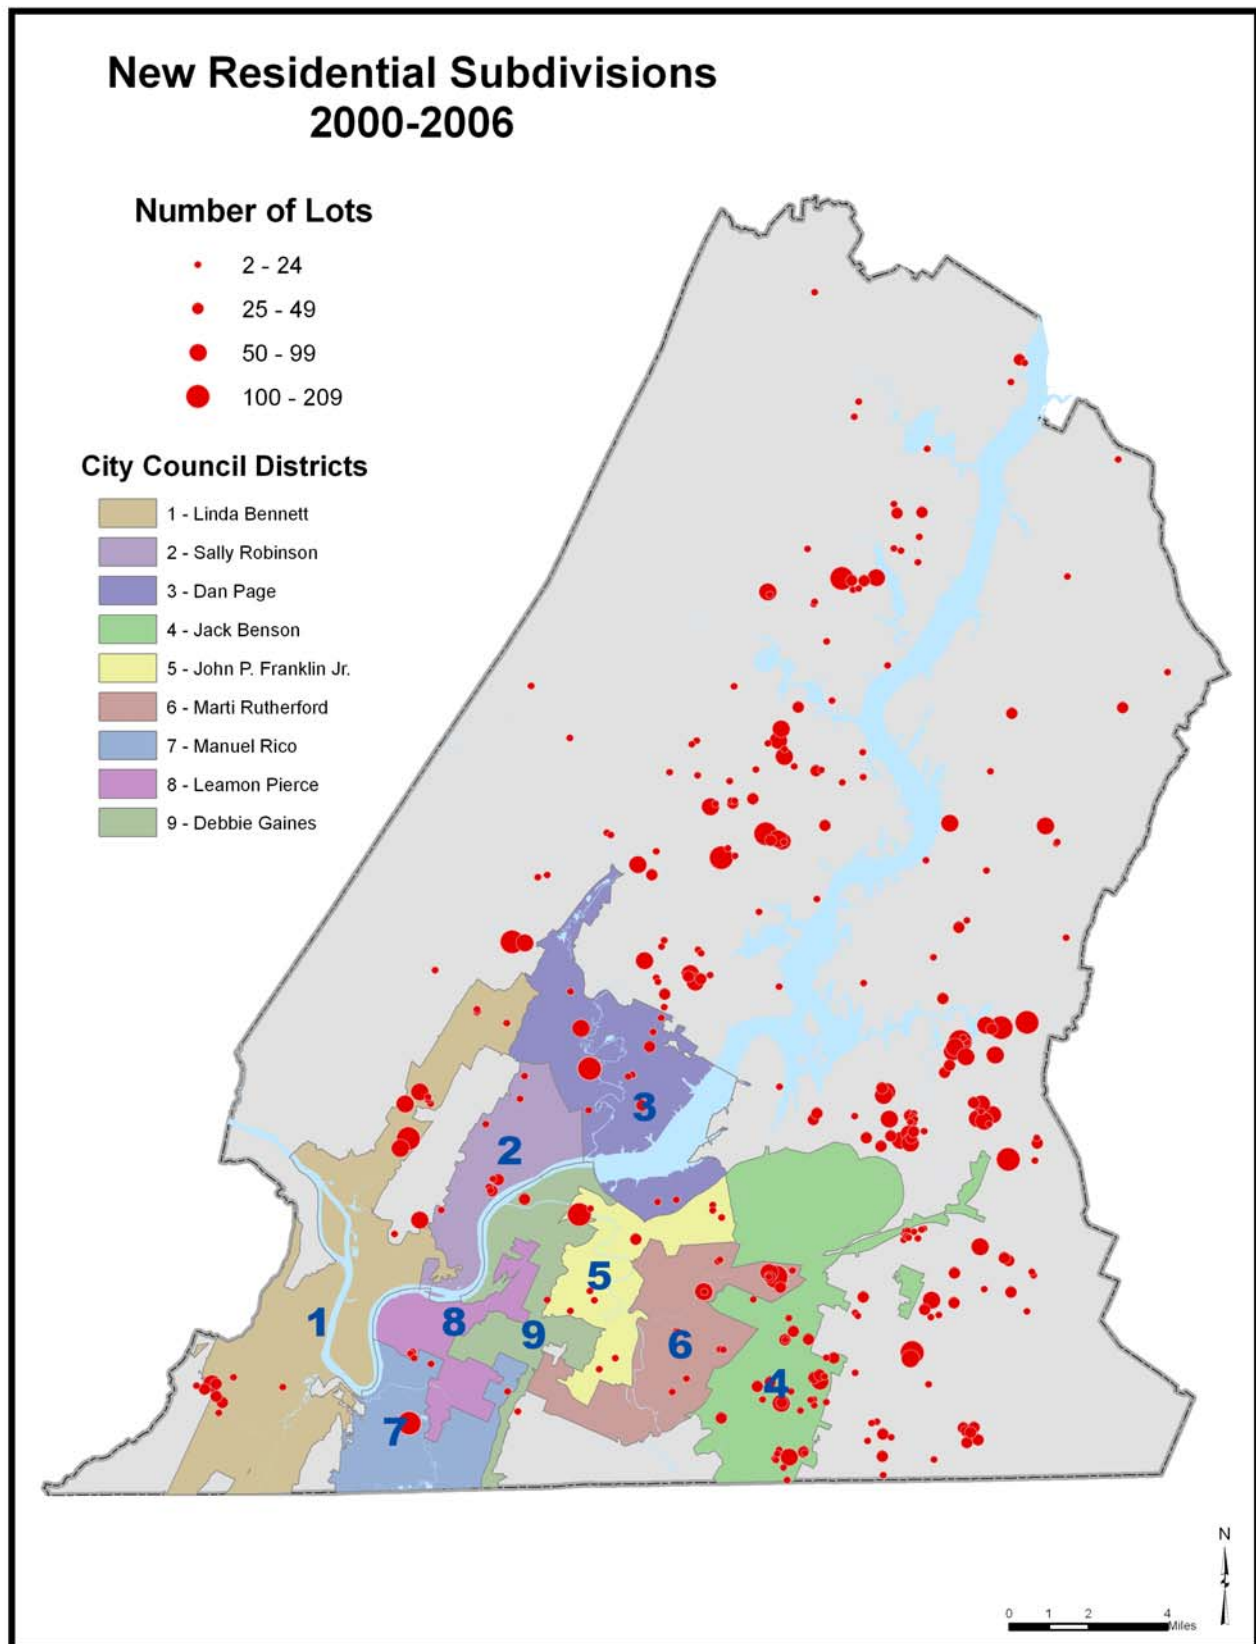 New Residential Subdivisions
2000-2006
Number of Lots
2 - 24
25 - 49
50 - 99
100 - 209
City Council Districts
1 - Linda Bennett
2 - Sally Robinson
3 - Dan Page
4 - Jack Benson
5 - John P. Franklin Jr.
6 - Marti Rutherford
7 - Manuel Rico
8 - Leamon Pierce
9 - Debbie Gaines
3
2
5
1
8
9
6
4
7
N
0 1 2 4
Miles